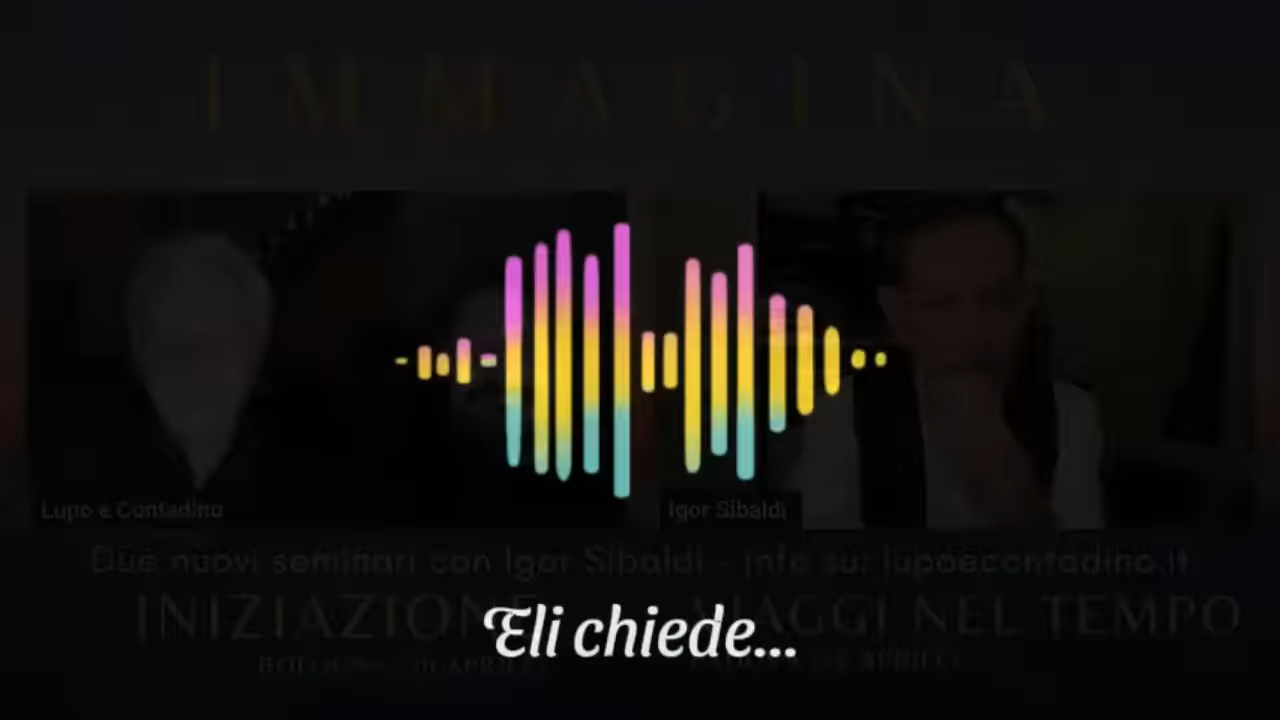 IMMAGINA
Lupo e Contadino
Igor Sibaldi
Due nuovi seminari con Igor Sibaldi - info su: lupoecontadino.it
INIZIAZIONE VIAGGI NEL TEMPO
Eli chiede...